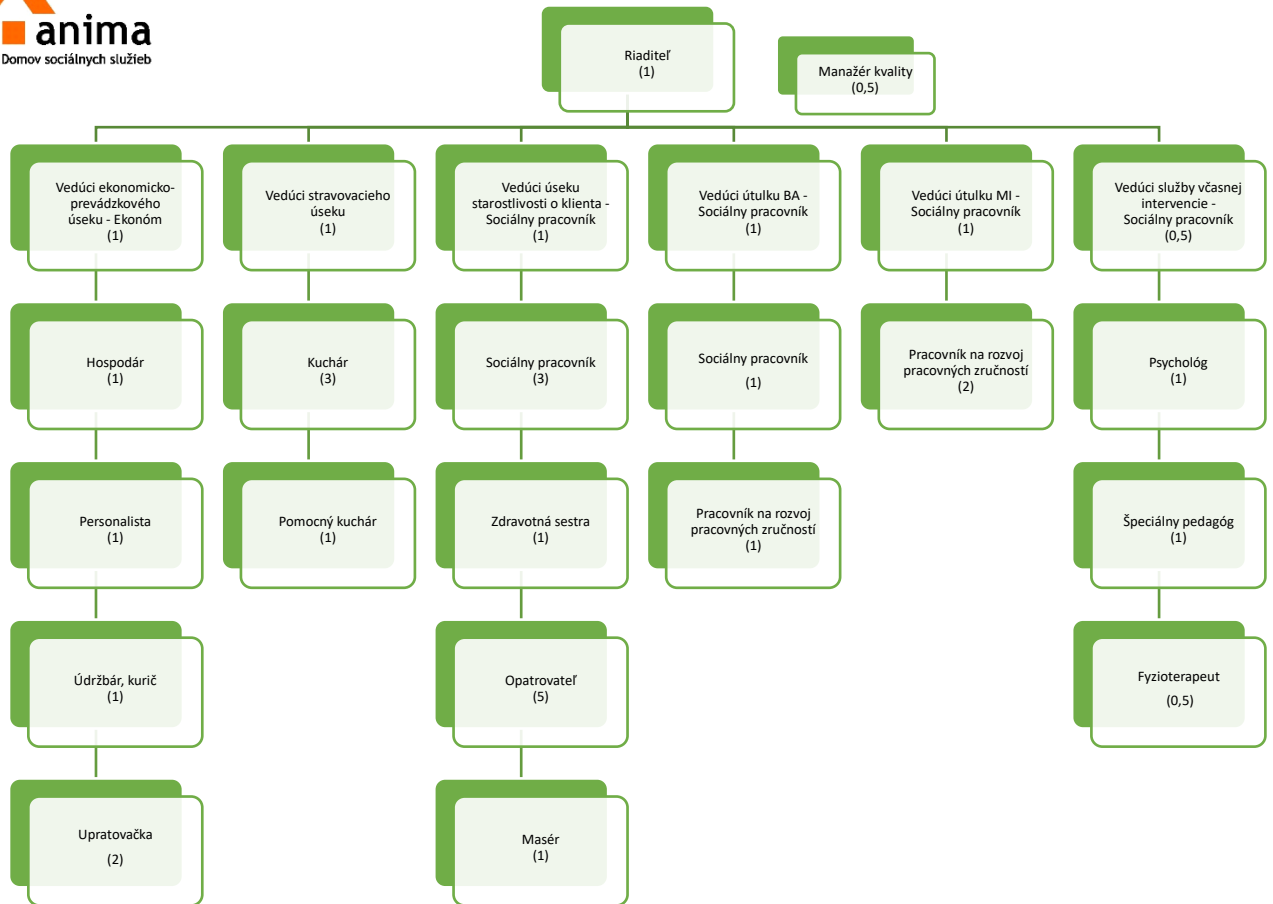 anima
Domov sociálnych služieb
Riaditeľ
(1)
Manažér kvality
(0,5)
Vedúci ekonomicko-
prevádzkového
úseku - Ekonóm
(1)
Vedúci stravovacieho
úseku
(1)
Vedúci úseku
starostlivosti o klienta -
Sociálny pracovník
(1)
Vedúci útulku BA -
Sociálny pracovník
(1)
Vedúci útulku MI -
Sociálny pracovník
(1)
Vedúci služby včasnej
intervencie -
Sociálny pracovník
(0,5)
Hospodár
(1)
Kuchár
(3)
Sociálny pracovník
(3)
Sociálny pracovník
(1)
Pracovník na rozvoj
pracovných zručností
(2)
Psychológ
(1)
Personalista
(1)
Pomocný kuchár
(1)
Zdravotná sestra
(1)
Pracovník na rozvoj
pracovných zručností
(1)
Špeciálny pedagóg
(1)
Údržbár, kurič
(1)
Opatrovateľ
(5)
Fyzioterapeut
(0,5)
Upratovačka
(2)
Masér
(1)